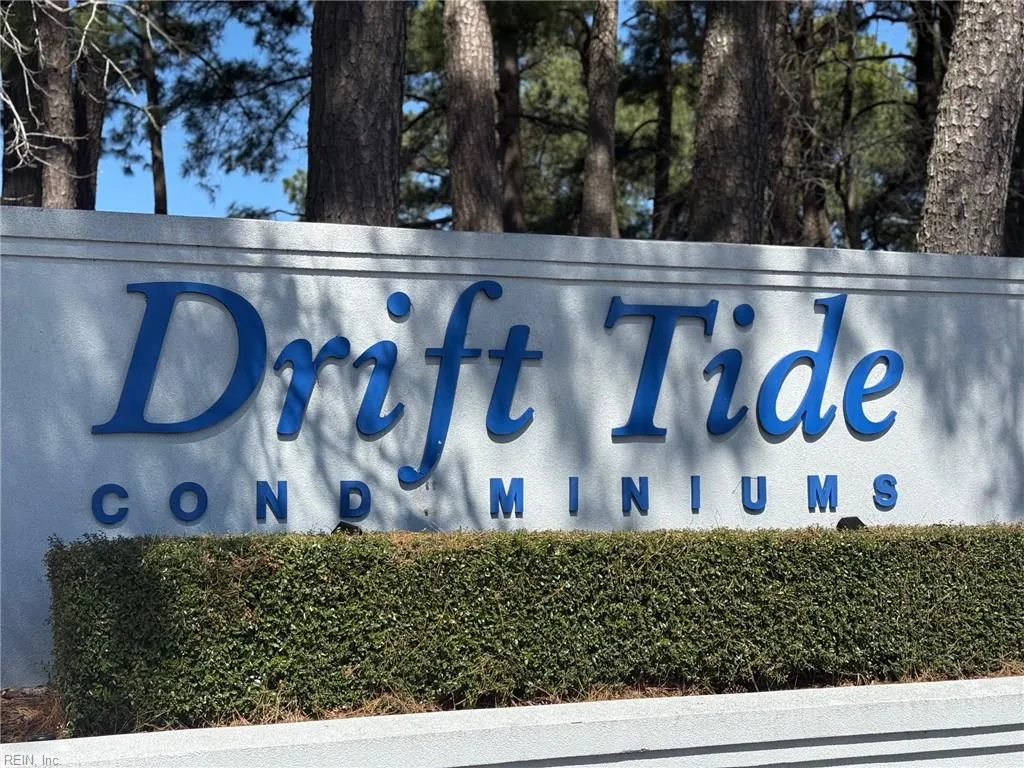 Drift Tide
COND MINIUMS
REIN, Inc.